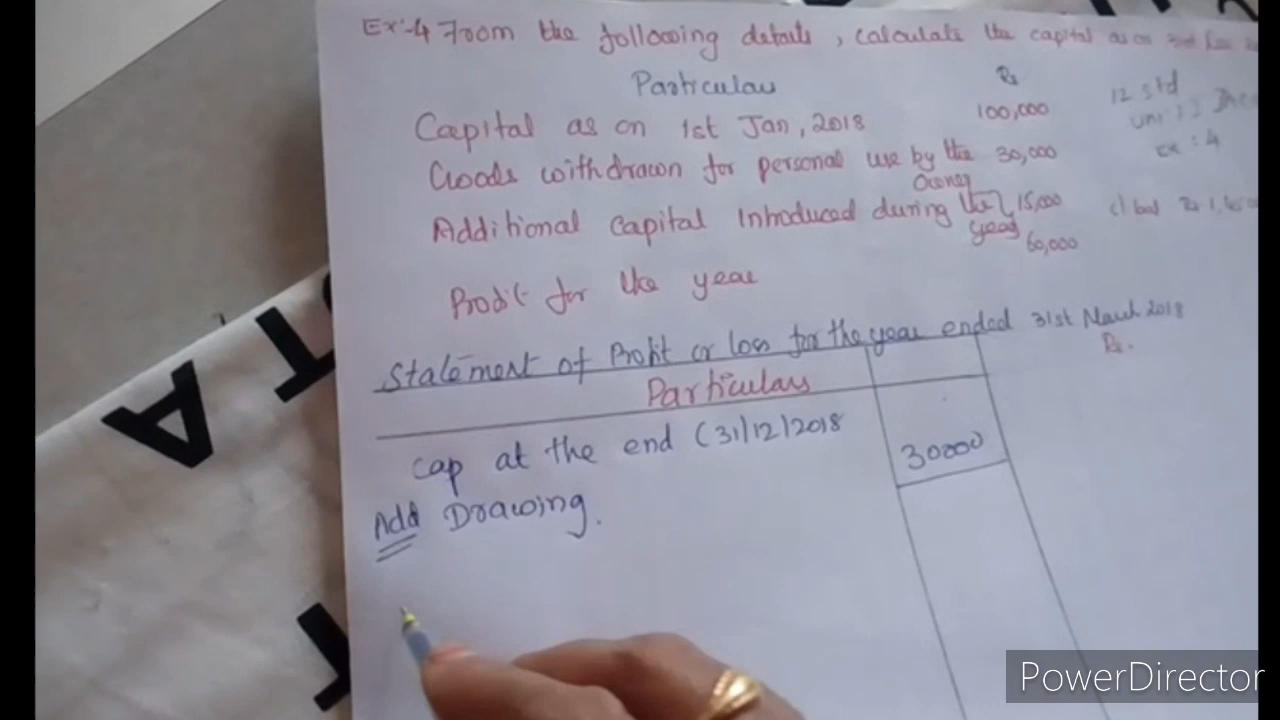 Ex:-4 From the following details, calculate the capital as on
Particulars Rs
Capital as on 1st Jan, 2018 100,000
Goods withdrawn for personal use by the 30,000
Owner
Additional Capital Introduced during the 15,000
year
60,000
Profit for the year
12 std
ex : 4
cl bal Rs
Statement of Profit or loss for the year ended 31st March 2018
Particulars Rs.
Cap at the end (31/12/2018
30000
Add Drawing.
T
A
T
PowerDirector